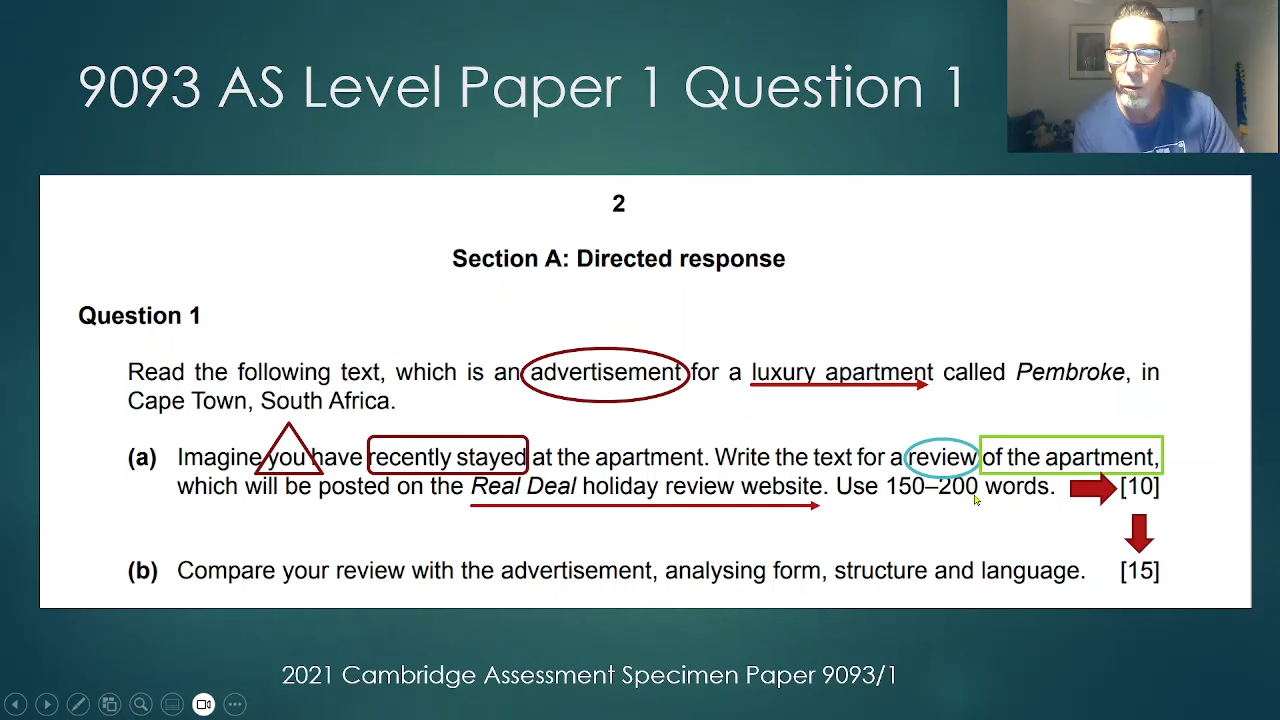 9093 AS Level Paper 1 Question 1
2
Section A: Directed response
Question 1
Read the following text, which is an advertisement for a luxury apartment called Pembroke, in
Cape Town, South Africa.
(a) Imagine you have recently stayed at the apartment. Write the text for a review of the apartment,
which will be posted on the Real Deal holiday review website. Use 150–200 words. [10]
(b) Compare your review with the advertisement, analysing form, structure and language. [15]
2021 Cambridge Assessment Specimen Paper 9093/1